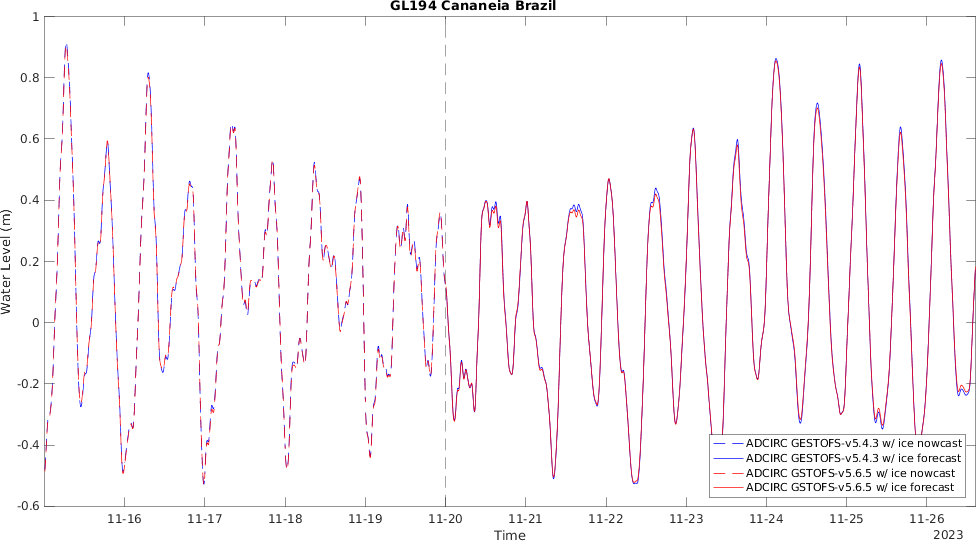 GL194 Cananeia Brazil
1
0.8
0.6
0.4
0.2
0
-0.2
-0.4
-0.6
Water Level (m)
ADCIRC GESTOFS-v5.4.3 w/ ice nowcast
ADCIRC GESTOFS-v5.4.3 w/ ice forecast
ADCIRC GSTOFS-v5.6.5 w/ ice nowcast
ADCIRC GSTOFS-v5.6.5 w/ ice forecast
11-16 11-17 11-18 11-19 11-20 11-21 11-22 11-23 11-24 11-25 11-26
Time 2023